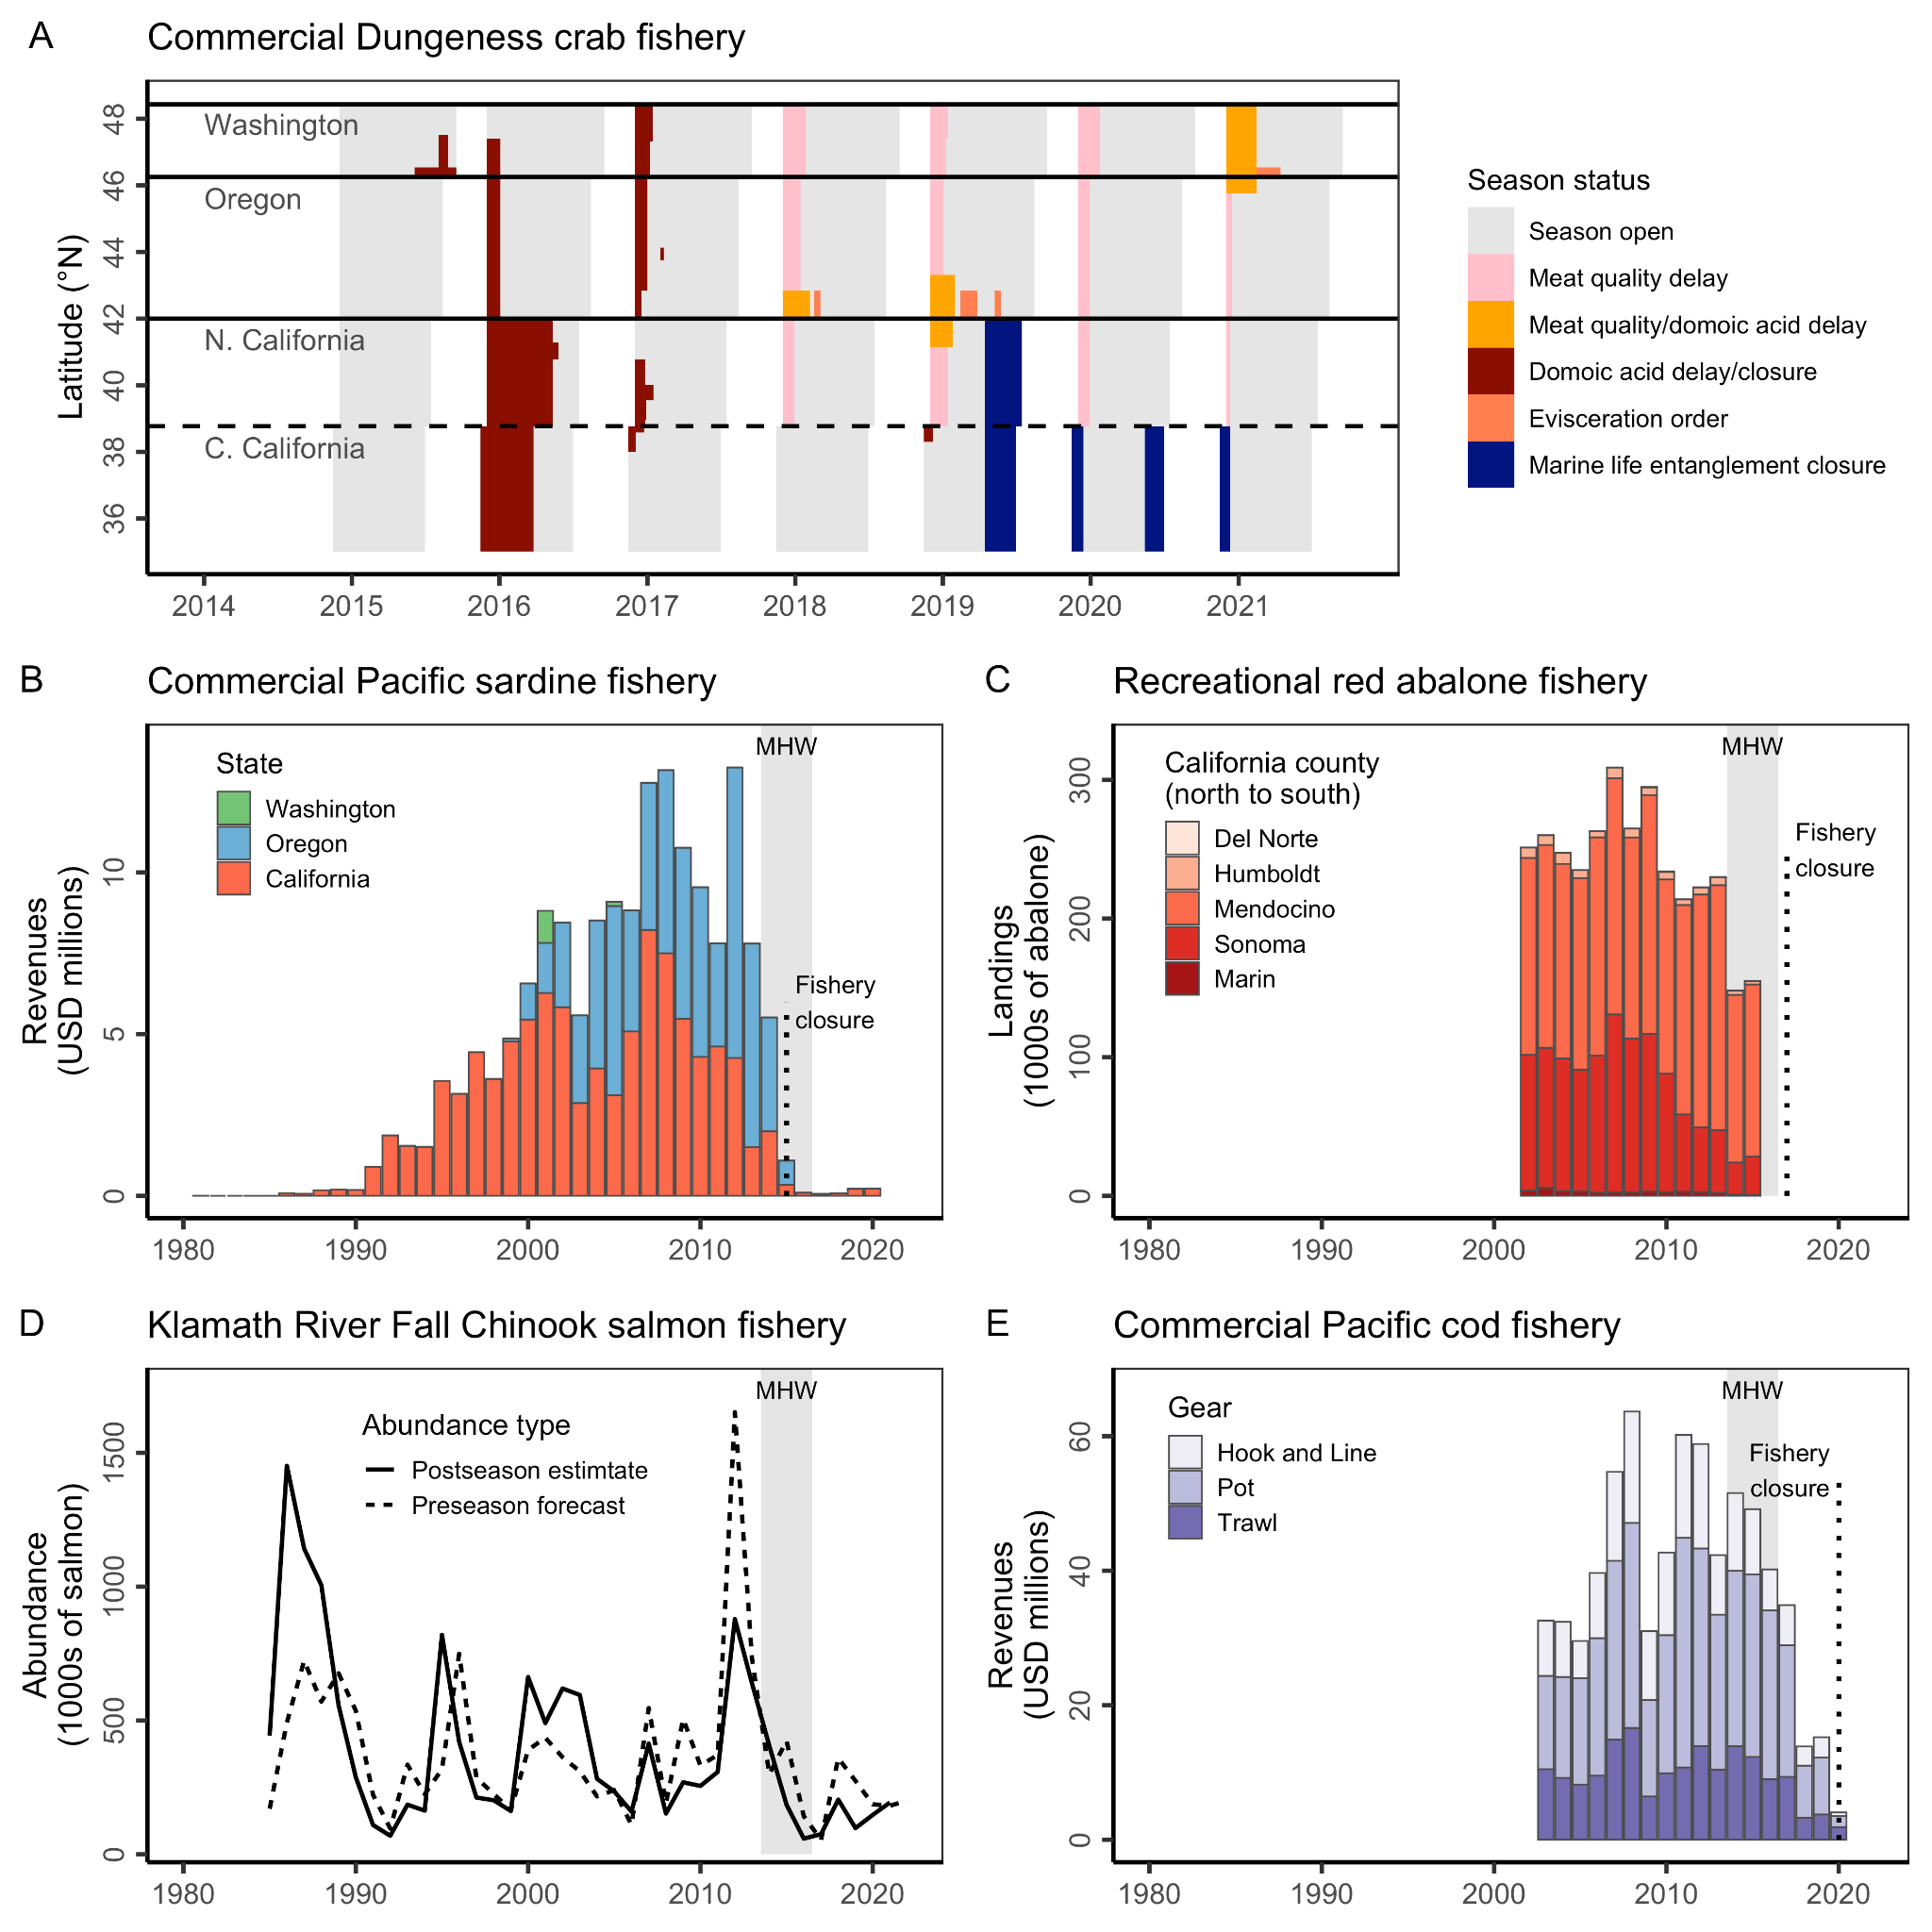 A
Commercial Dungeness crab fishery
Latitude (°N)
48
46
44
42
40
38
36
Washington
Oregon
N. California
C. California
2014 2015 2016 2017 2018 2019 2020 2021
Season status
Season open
Meat quality delay
Meat quality/domoic acid delay
Domoic acid delay/closure
Evisceration order
Marine life entanglement closure
B
Commercial Pacific sardine fishery
Revenues
(USD millions)
10
5
0
State
Washington
Oregon
California
MHW
Fishery
closure
1980 1990 2000 2010 2020
C
Recreational red abalone fishery
Landings
(1000s of abalone)
300
200
100
0
California county
(north to south)
Del Norte
Humboldt
Mendocino
Sonoma
Marin
MHW
Fishery
closure
1980 1990 2000 2010 2020
D
Klamath River Fall Chinook salmon fishery
Abundance
(1000s of salmon)
1500
1000
500
0
Abundance type
Postseason estimtate
Preseason forecast
MHW
1980 1990 2000 2010 2020
E
Commercial Pacific cod fishery
Revenues
(USD millions)
60
40
20
0
Gear
Hook and Line
Pot
Trawl
MHW
Fishery
closure
1980 1990 2000 2010 2020